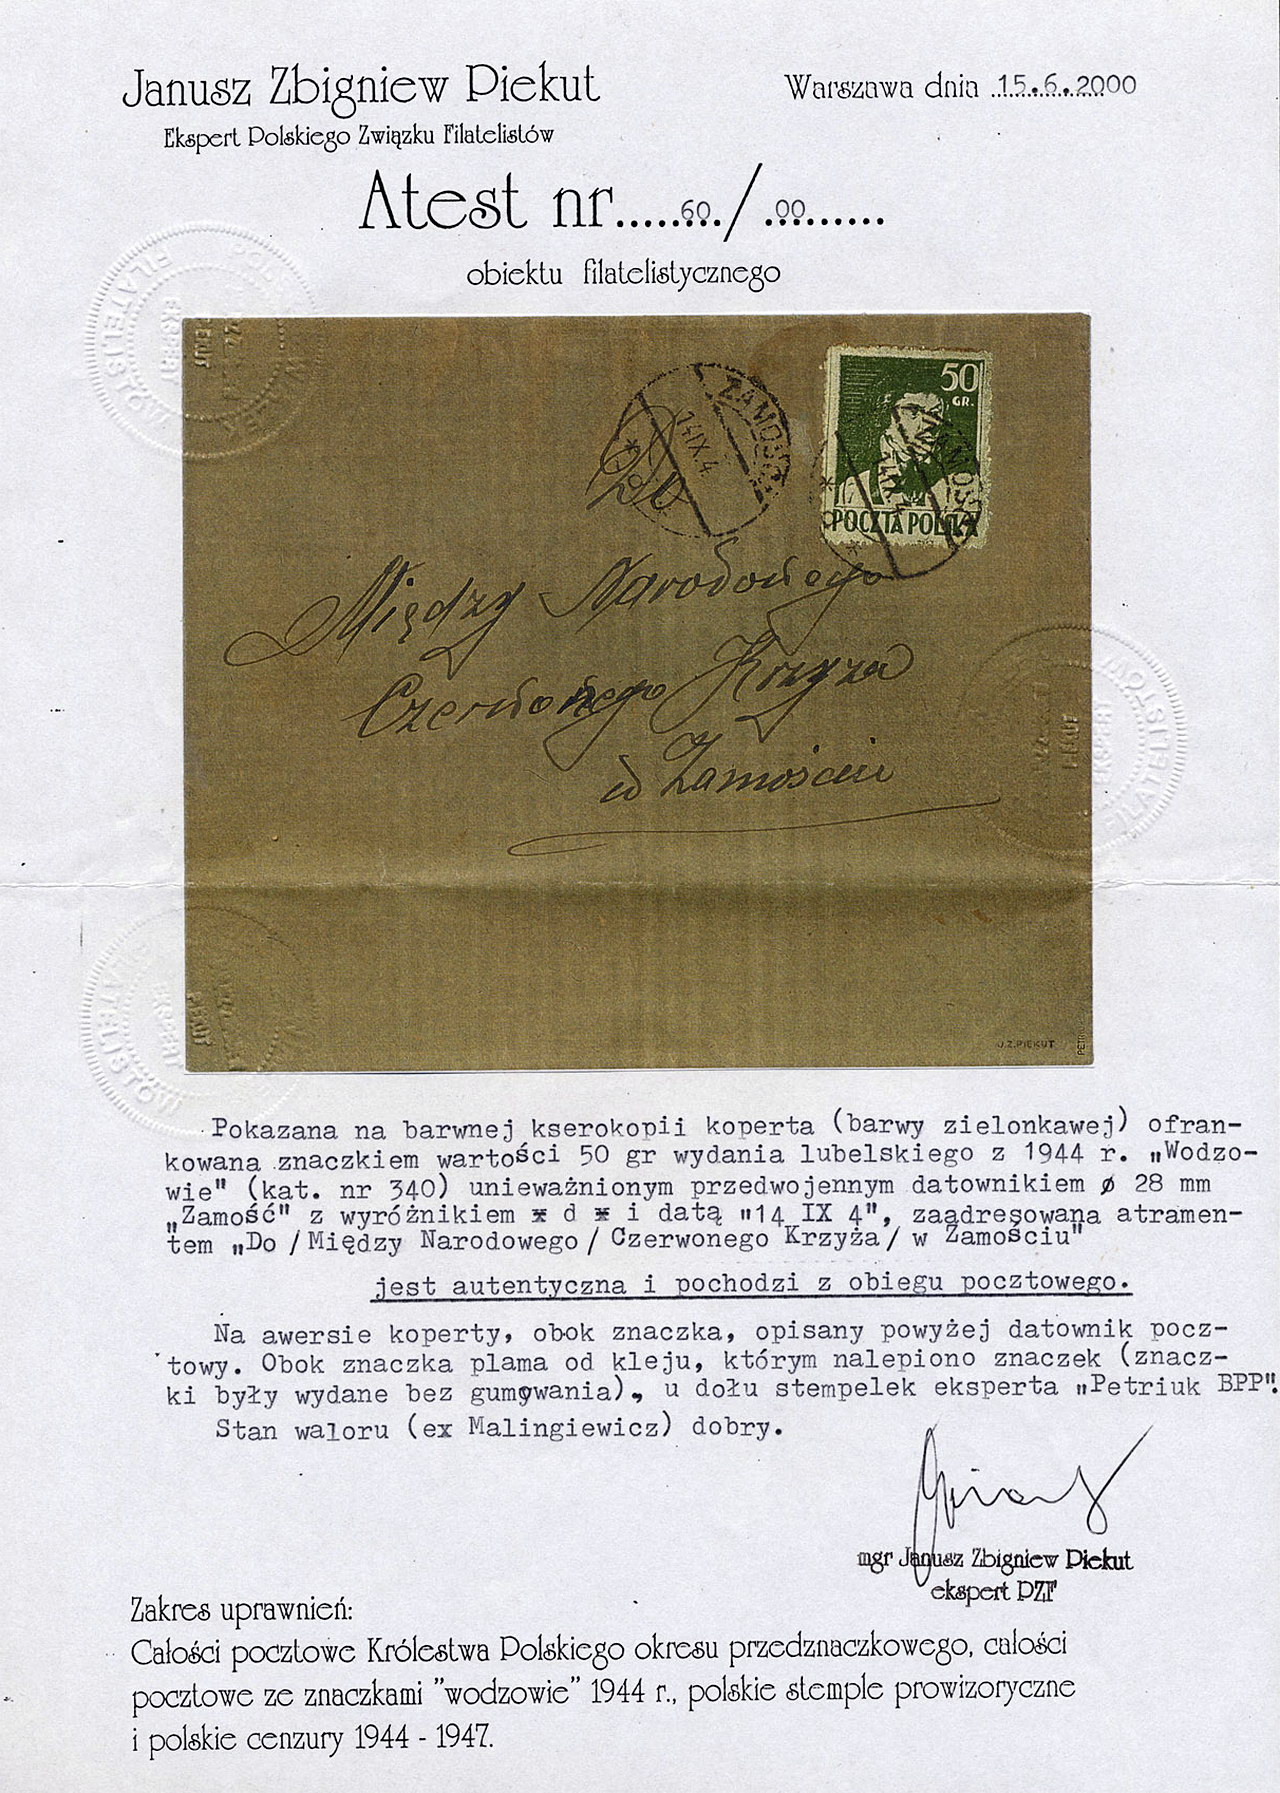 Janusz Zbigniew Piekut
Warszawa dnia 15.6.2000
Ekspert Polskiego Związku Filatelistów
Atest nr.....60./.00.......
obiektu filatelistycznego
50
GR.
POCZTA POLSKA
ZAMOŚĆ
14 IX 4
ZAMOŚĆ
14 IX 4
Do
Między Narodowego
Czerwonego Krzyża
w Zamościu
J.Z.PIEKUT
Pokazana na barwnej kserokopii koperta (barwy zielonkawej) ofran-
kowana znaczkiem wartości 50 gr wydania lubelskiego z 1944 r. „Wodzo-
wie" (kat. nr 340) unieważnionym przedwojennym datownikiem ø 28 mm
„Zamość" z wyróżnikiem * d * i datą "14 IX 4", zaadresowana atramen-
tem „Do / Między Narodowego / Czerwonego Krzyża/ w Zamościu"
jest autentyczna i pochodzi z obiegu pocztowego.
Na awersie koperty, obok znaczka, opisany powyżej datownik pocz-
towy. Obok znaczka plama od kleju, którym nalepiono znaczek (znacz-
ki były wydane bez gumowania), u dołu stempelek eksperta „Petriuk BPP".
Stan waloru (ex Malingiewicz) dobry.
mgr Janusz Zbigniew Piekut
ekspert PZF
Zakres uprawnień:
Całości pocztowe Królestwa Polskiego okresu przedznaczkowego, całości
pocztowe ze znaczkami "wodzowie" 1944 r., polskie stemple prowizoryczne
i polskie cenzury 1944 - 1947.